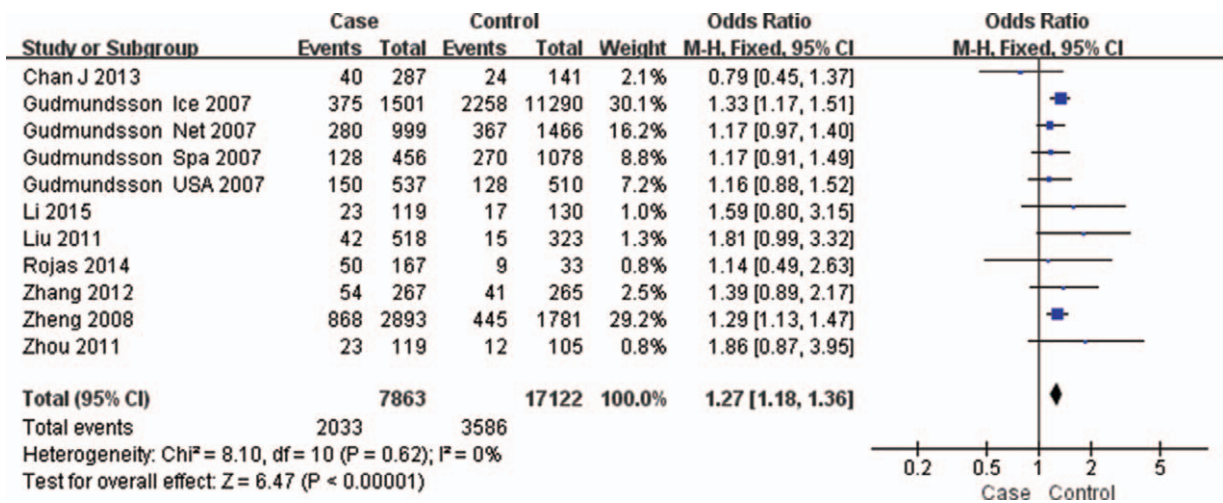 Case Control Odds Ratio Odds Ratio
Study or Subgroup Events Total Events Total Weight M-H, Fixed, 95% CI M-H, Fixed, 95% CI
Chan J 2013 40 287 24 141 2.1% 0.79 [0.45, 1.37]
Gudmundsson Ice 2007 375 1501 2258 11290 30.1% 1.33 [1.17, 1.51]
Gudmundsson Net 2007 280 999 367 1466 16.2% 1.17 [0.97, 1.40]
Gudmundsson Spa 2007 128 456 270 1078 8.8% 1.17 [0.91, 1.49]
Gudmundsson USA 2007 150 537 128 510 7.2% 1.16 [0.88, 1.52]
Li 2015 23 119 17 130 1.0% 1.59 [0.80, 3.15]
Liu 2011 42 518 15 323 1.3% 1.81 [0.99, 3.32]
Rojas 2014 50 167 9 33 0.8% 1.14 [0.49, 2.63]
Zhang 2012 54 267 41 265 2.5% 1.39 [0.89, 2.17]
Zheng 2008 868 2893 445 1781 29.2% 1.29 [1.13, 1.47]
Zhou 2011 23 119 12 105 0.8% 1.86 [0.87, 3.95]
Total (95% CI) 7863 17122 100.0% 1.27 [1.18, 1.36]
Total events 2033 3586
Heterogeneity: Chi² = 8.10, df = 10 (P = 0.62); I² = 0%
Test for overall effect: Z = 6.47 (P < 0.00001)
0.2 0.5 1 2 5
Case Control